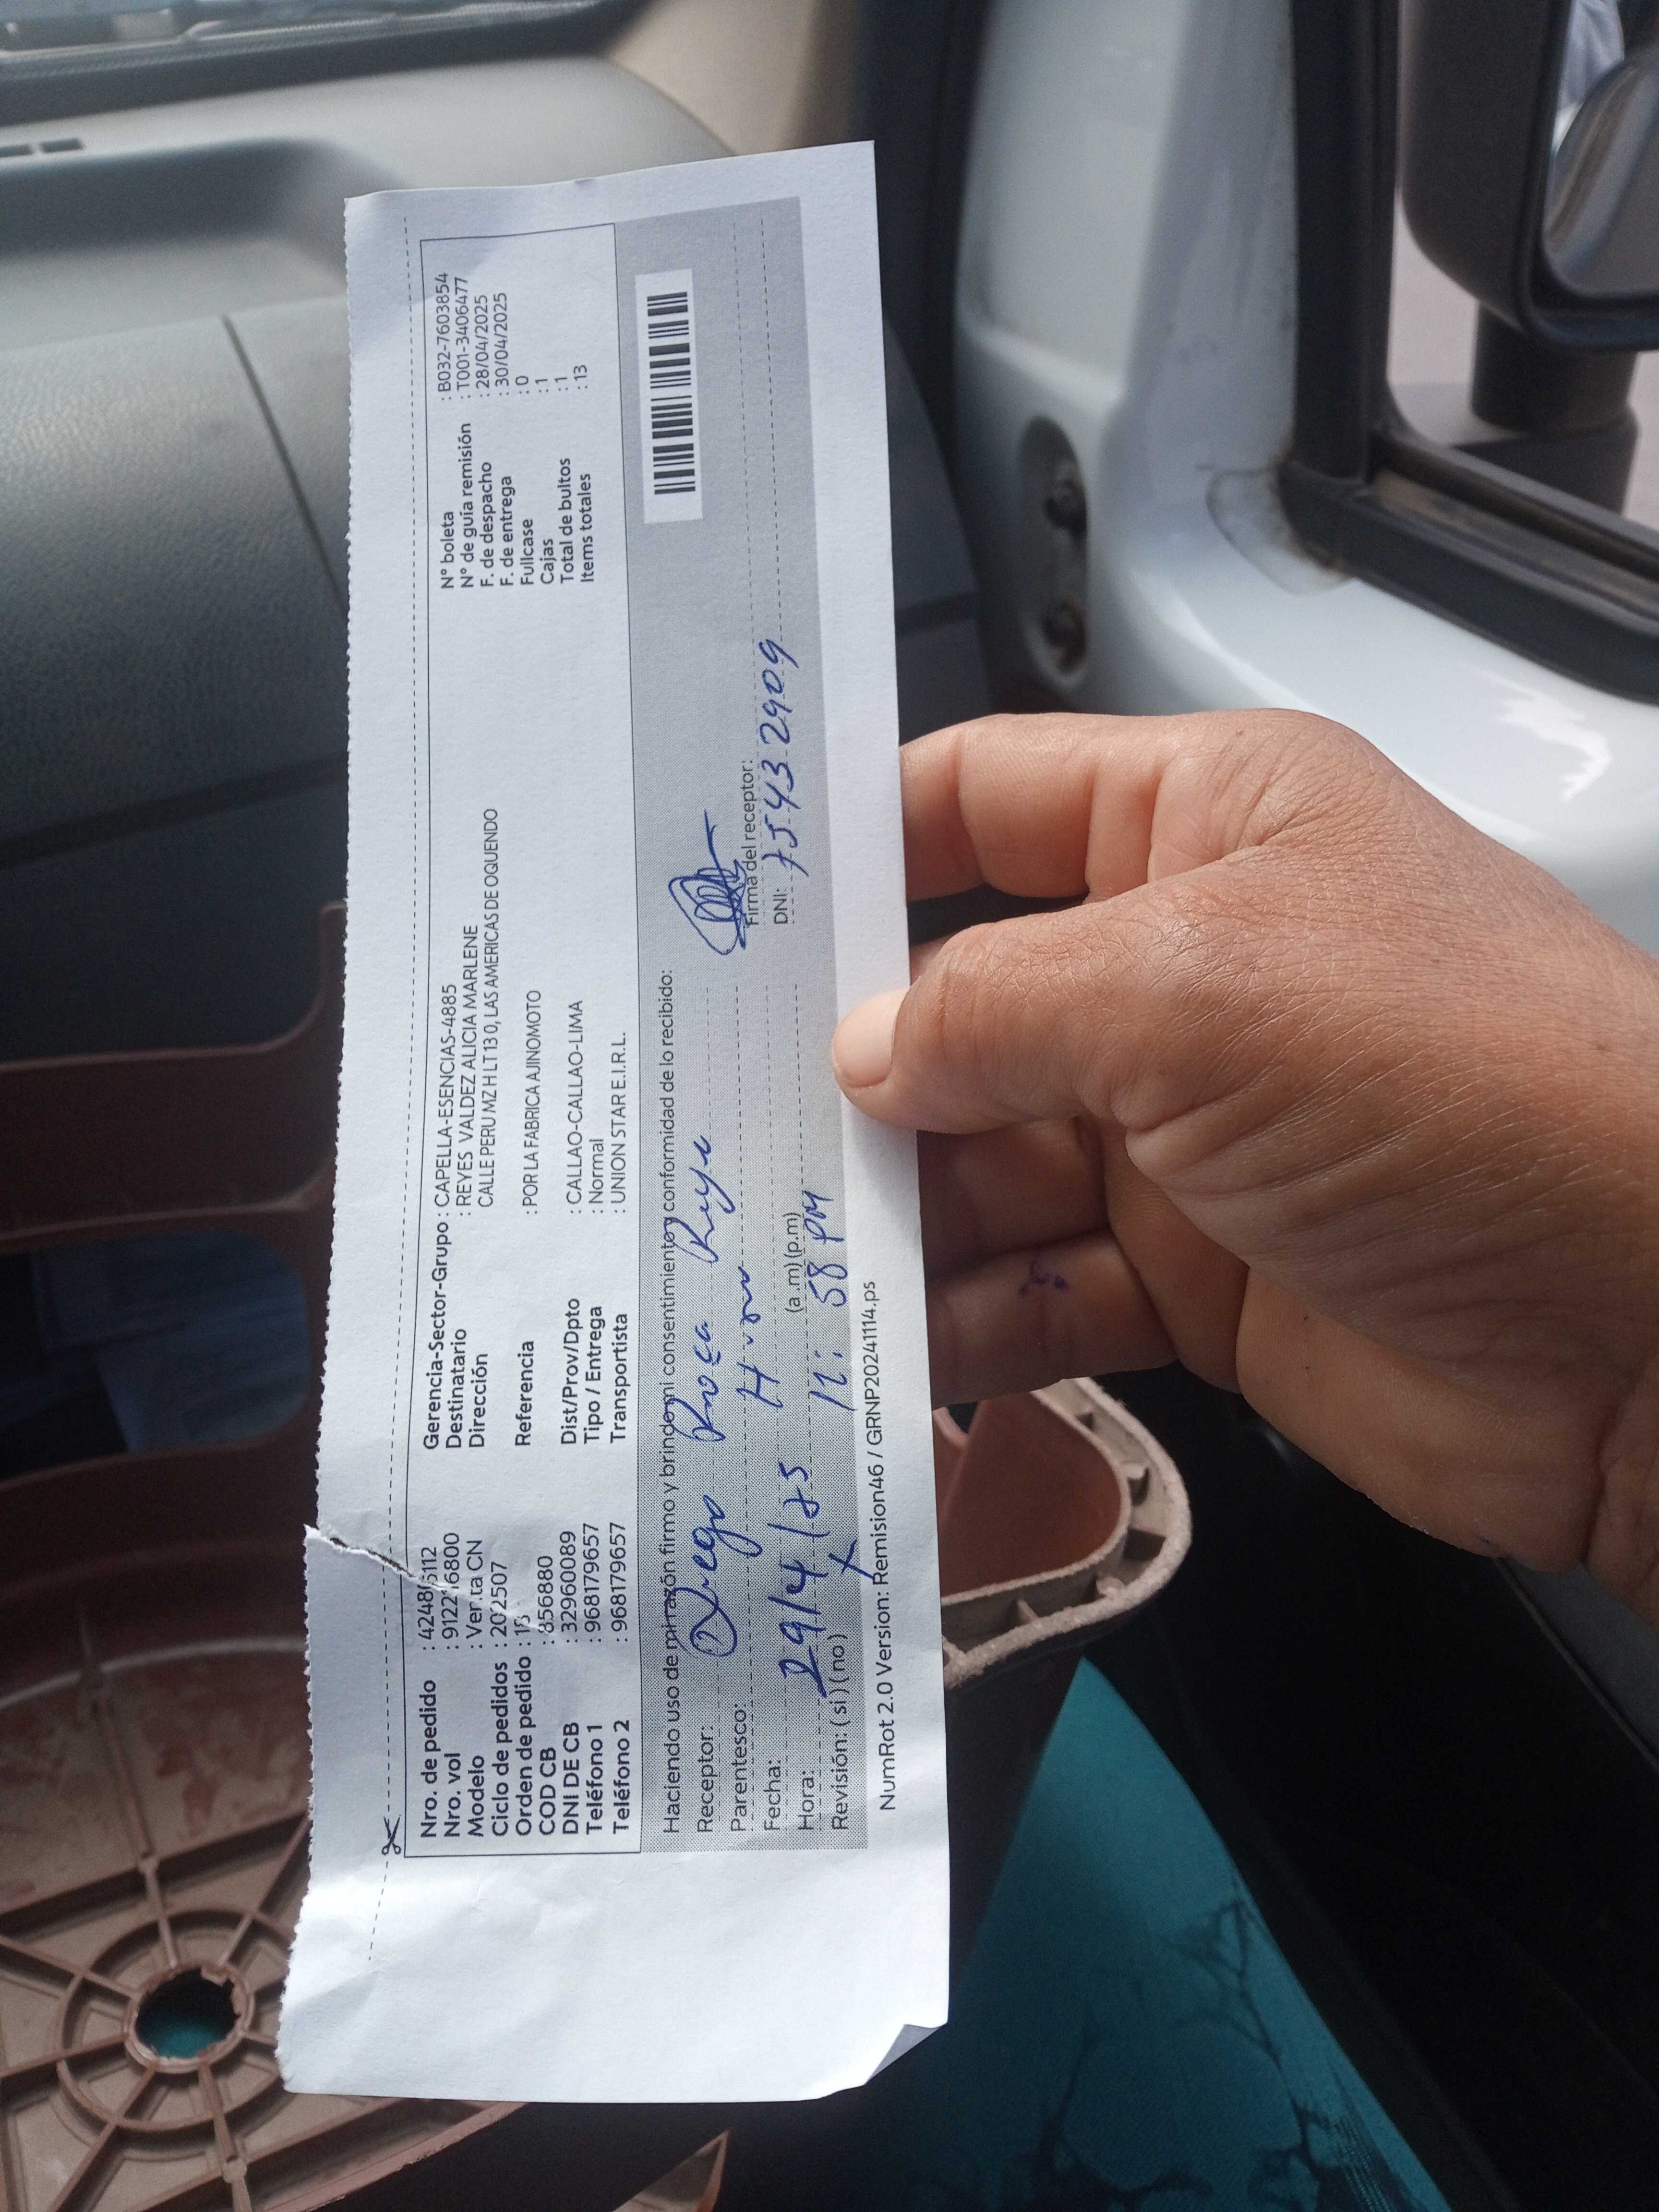 Nro. de pedido : 4248 6112 Gerencia-Sector-Grupo : CAPELLA-ESENCIAS-4885 N° boleta : B032-7603854
Nro. vol : 9122 6800 Destinatario : REYES VALDEZ ALICIA MARLENE N° de guía remisión : T001-3406477
Modelo : Venta CN Dirección CALLE PERU MZ H LT 13 0, LAS AMERICAS DE OQUENDO F. de despacho : 28/04/2025
Ciclo de pedidos : 202507 F. de entrega : 30/04/2025
Orden de pedido : Referencia : POR LA FABRICA AJINOMOTO Fullcase : 0
COD CB : 856880 Cajas : 1
DNI DE CB : 32960089 Dist/Prov/Dpto : CALLAO-CALLAO-LIMA Total de bultos : 1
Teléfono 1 : 968179657 Tipo / Entrega : Normal Items totales : 13
Teléfono 2 : 968179657 Transportista : UNION STAR E.I.R.L.
Haciendo uso de mi razón firmo y brindo mi consentimiento y conformidad de lo recibido:
Receptor: Diego Roca Reyes
Parentesco: Firma del receptor:
Fecha: 29/4/25 DNI: 75432909
Hora: 12:58 PM (a.m) (p.m)
Revisión: ( si ) ( no ) X
NumRot 2.0 Version: Remision46 / GRNP20241114.ps